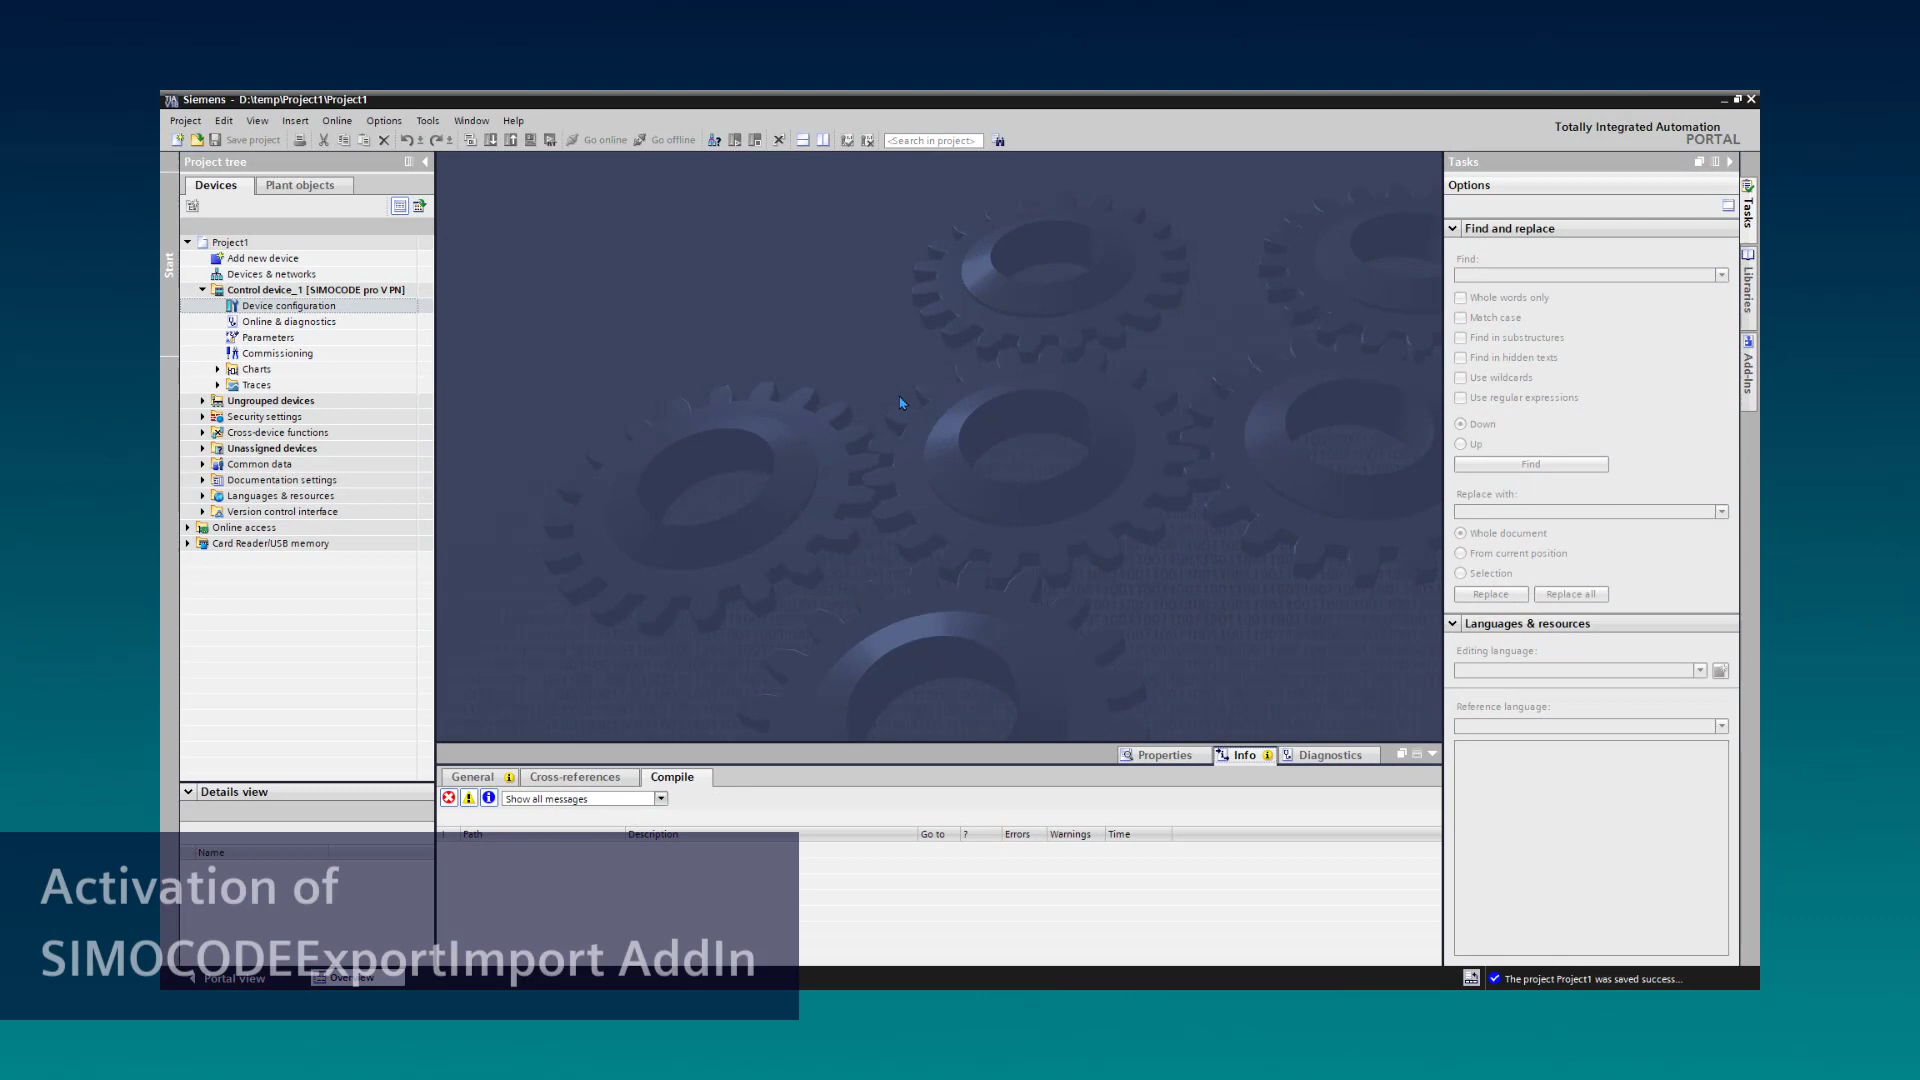 Siemens - D:\temp\Project1\Project1
Project Edit View Insert Online Options Tools Window Help
Totally Integrated Automation
PORTAL
Save project
Go online
Go offline
<Search in project>
Project tree
Devices
Plant objects
Start
Project1
Add new device
Devices & networks
Control device_1 [SIMOCODE pro V PN]
Device configuration
Online & diagnostics
Parameters
Commissioning
Charts
Traces
Ungrouped devices
Security settings
Cross-device functions
Unassigned devices
Common data
Documentation settings
Languages & resources
Version control interface
Online access
Card Reader/USB memory
Details view
Name
Portal view
Properties
Info
Diagnostics
General
Cross-references
Compile
Show all messages
! Path Description Go to ? Errors Warnings Time
Tasks
Options
Find and replace
Find:
Whole words only
Match case
Find in substructures
Find in hidden texts
Use wildcards
Use regular expressions
Down
Up
Find
Replace with:
Whole document
From current position
Selection
Replace
Replace all
Languages & resources
Editing language:
Reference language:
Tasks
Libraries
Add-Ins
The project Project1 was saved success...
Activation of
SIMOCODEExportImport AddIn